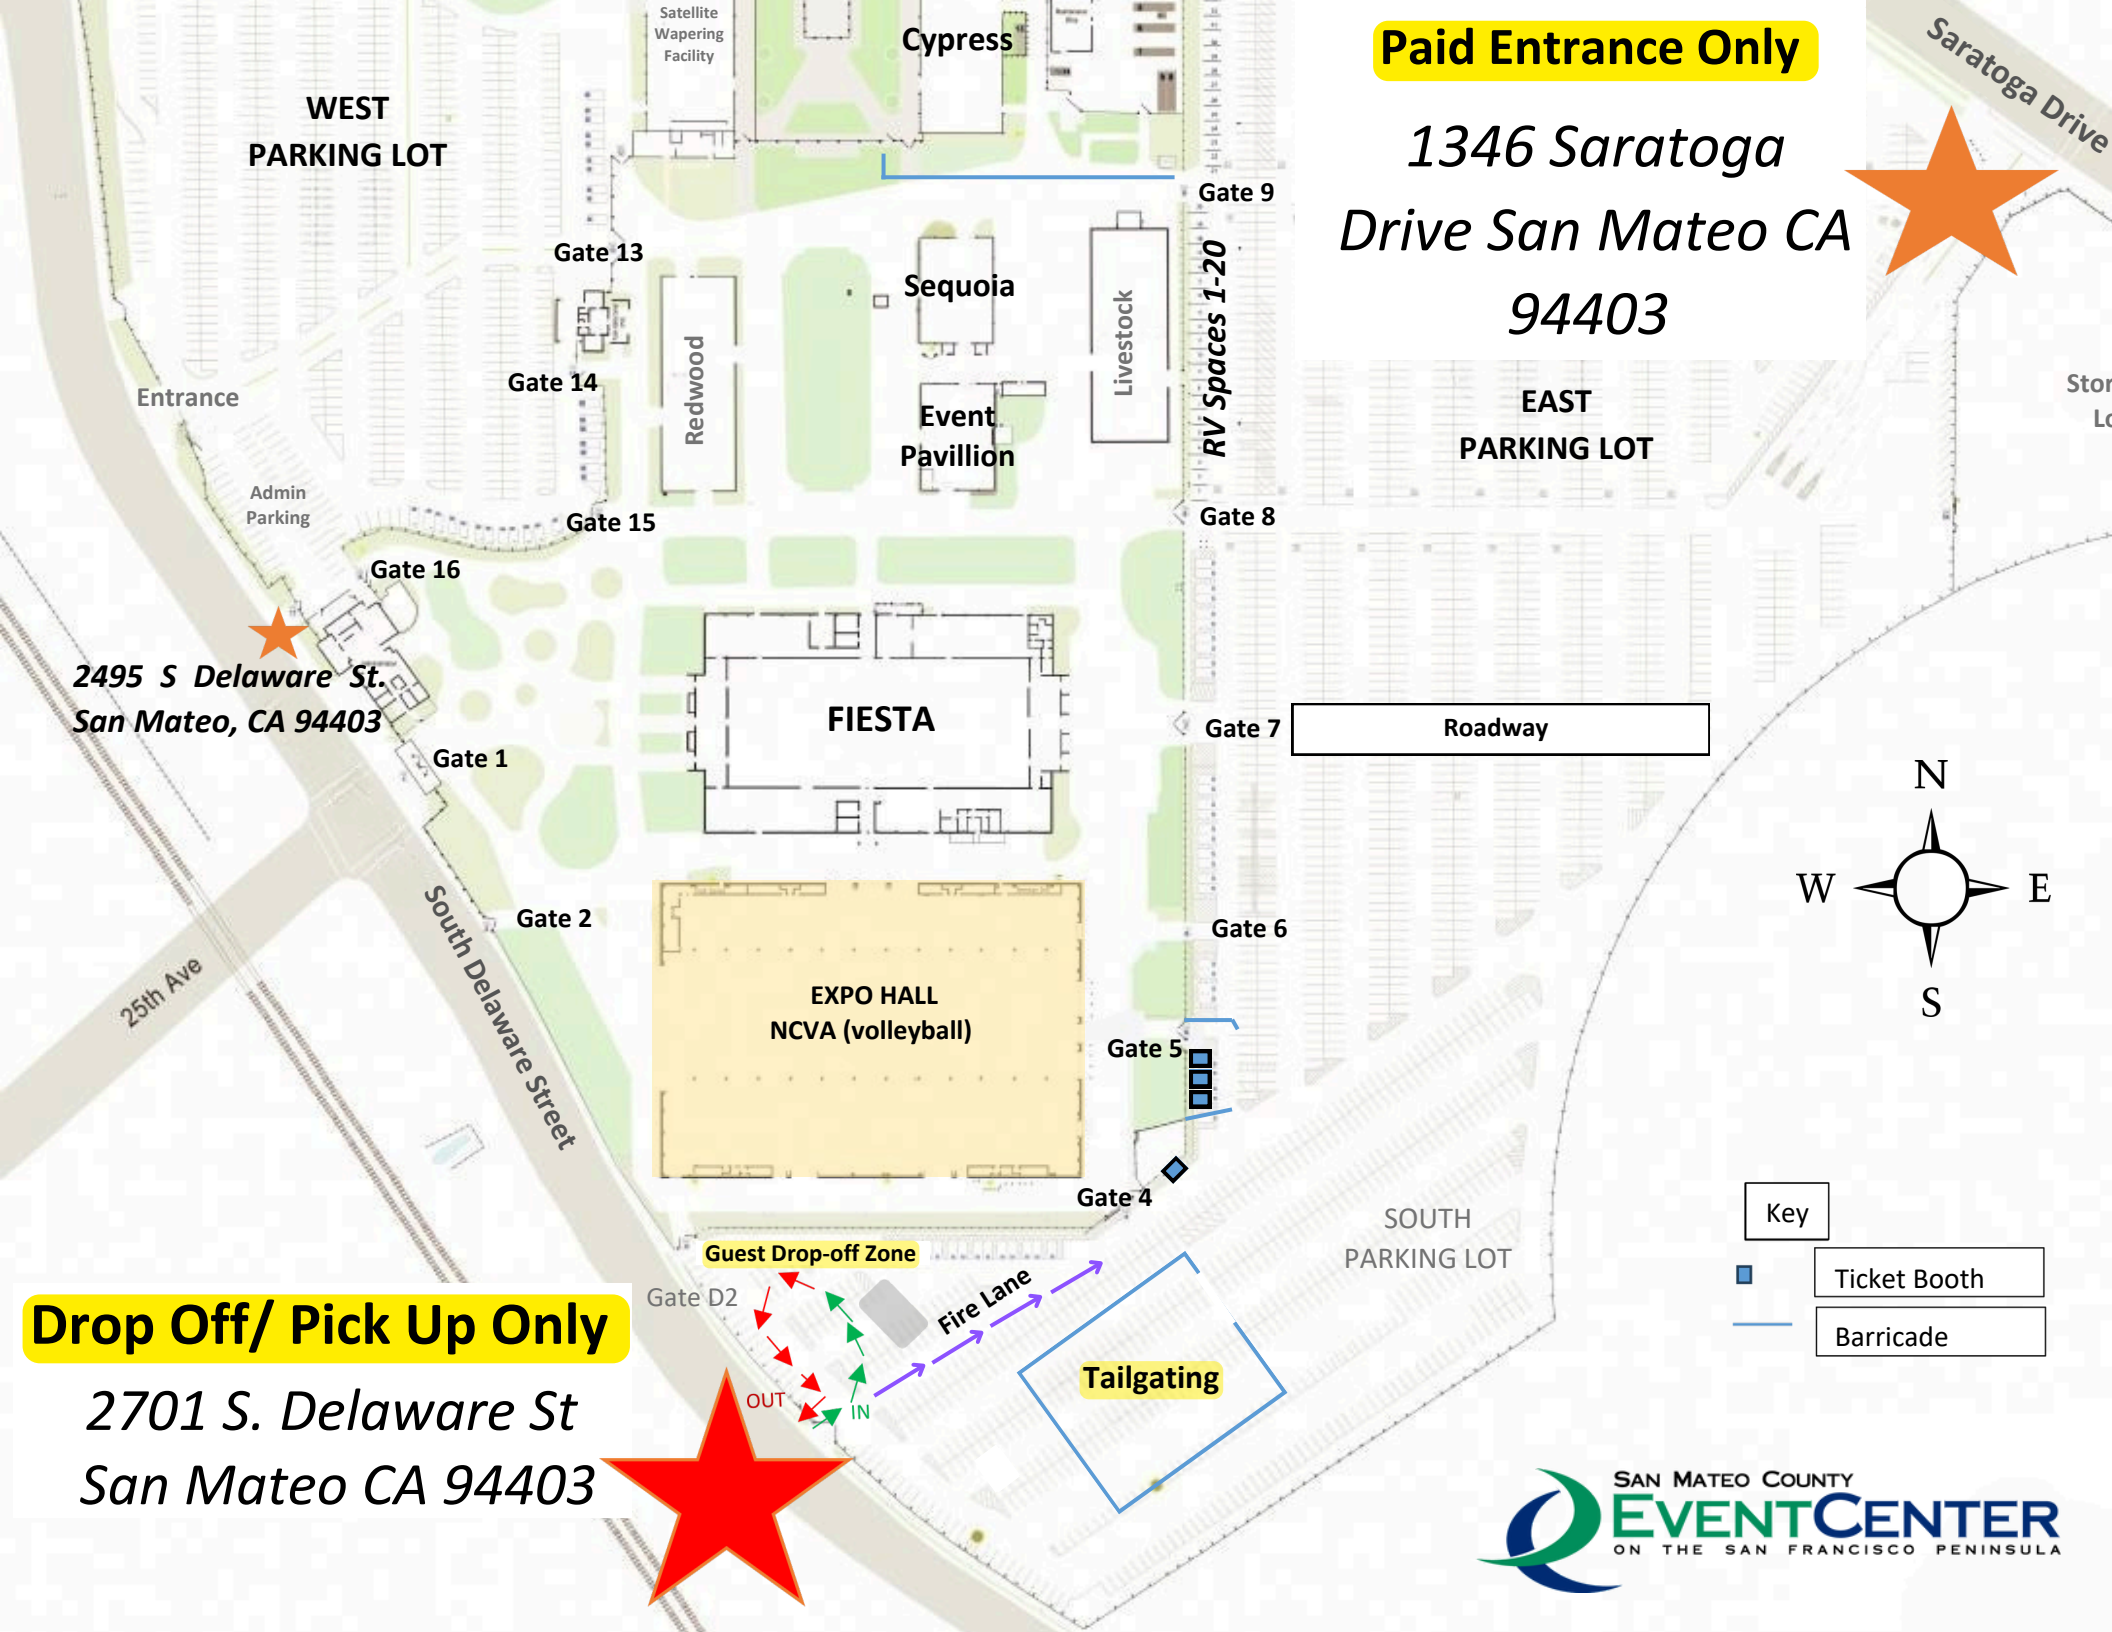 Satellite
Wapering
Facility
Cypress
Paid Entrance Only
Saratoga Drive
WEST
PARKING LOT
1346 Saratoga
Drive San Mateo CA
94403
Gate 9
Gate 13
Sequoia
RV Spaces 1-20
Livestock
Redwood
Gate 14
Entrance
Event
Pavillion
EAST
PARKING LOT
Admin
Parking
Gate 15
Gate 8
Gate 16
2495 S Delaware St.
San Mateo, CA 94403
FIESTA
Gate 7
Roadway
Gate 1
N
W
E
S
Gate 2
Gate 6
25th Ave
South Delaware Street
EXPO HALL
NCVA (volleyball)
Gate 5
Gate 4
SOUTH
PARKING LOT
Key
Ticket Booth
Barricade
Guest Drop-off Zone
Gate D2
Fire Lane
Drop Off/ Pick Up Only
2701 S. Delaware St
San Mateo CA 94403
OUT
IN
Tailgating
SAN MATEO COUNTY
EVENTCENTER
ON THE SAN FRANCISCO PENINSULA